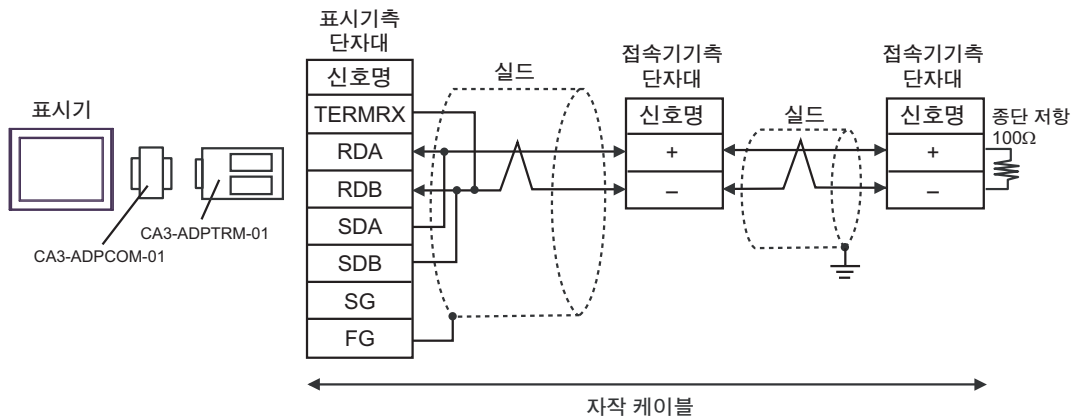 표시기
CA3-ADPCOM-01
CA3-ADPTRM-01
표시기측
단자대
신호명
TERMRX
RDA
RDB
SDA
SDB
SG
FG
실드
접속기기측
단자대
신호명
+
–
실드
접속기기측
단자대
신호명
+
–
종단 저항
100Ω
자작 케이블